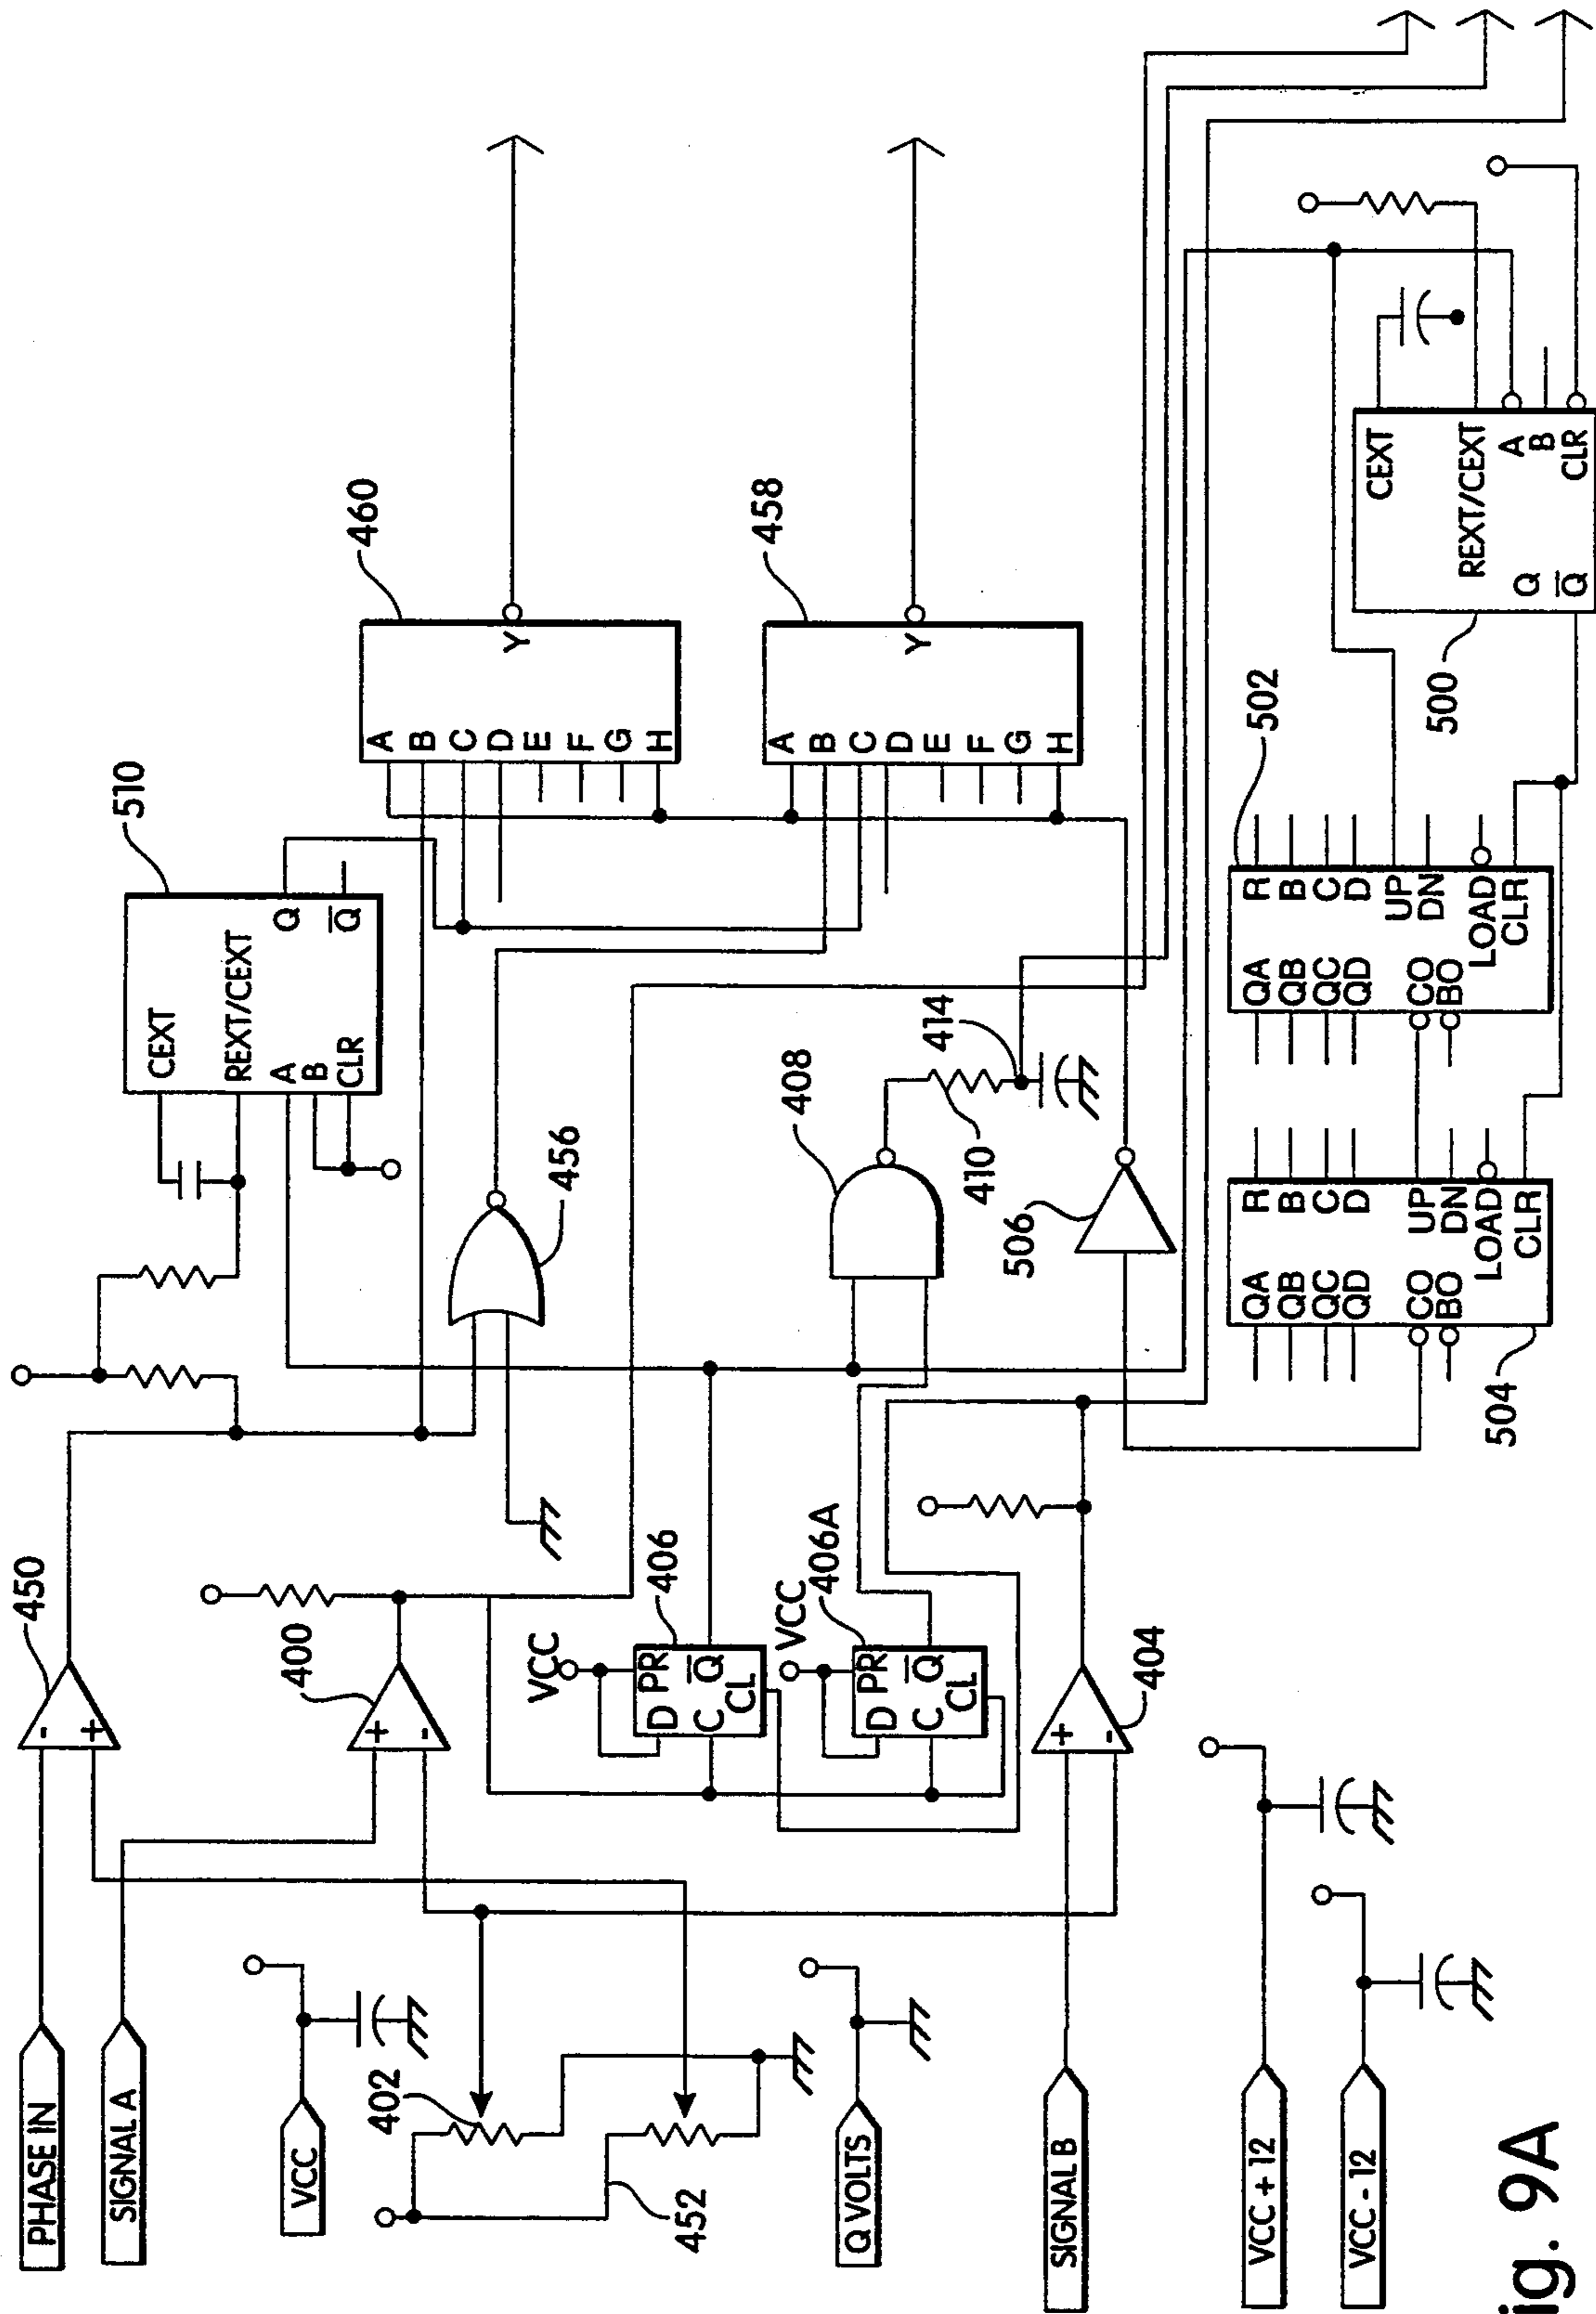 PHASE IN
SIGNAL A
VCC
402
452
Q VOLTS
SIGNAL B
VCC + 12
VCC - 12
450
-
+
400
+
-
VCC
406
D PR
C Q
CL
VCC
406A
D PR
C Q
CL
404
+
-
510
CEXT
REXT/CEXT
A
B
CLR
Q
Q
456
408
410
414
506
460
A
B
C
D
E
F
G
H
Y
458
A
B
C
D
E
F
G
H
Y
504
QA R
QB B
QC C
QD D
CO UP
BO DN
LOAD
CLR
502
QA R
QB B
QC C
QD D
CO UP
BO DN
LOAD
CLR
500
CEXT
REXT/CEXT
Q A
Q B
CLR
ig. 9A